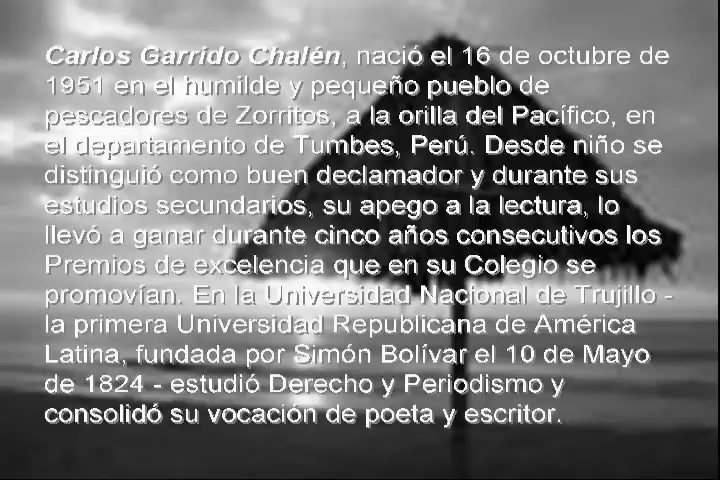 Carlos Garrido Chalén, nació el 16 de octubre de
1951 en el humilde y pequeño pueblo de
pescadores de Zorritos, a la orilla del Pacífico, en
el departamento de Tumbes, Perú. Desde niño se
distinguió como buen declamador y durante sus
estudios secundarios, su apego a la lectura, lo
llevó a ganar durante cinco años consecutivos los
Premios de excelencia que en su Colegio se
promovían. En la Universidad Nacional de Trujillo -
la primera Universidad Republicana de América
Latina, fundada por Simón Bolívar el 10 de Mayo
de 1824 - estudió Derecho y Periodismo y
consolidó su vocación de poeta y escritor.